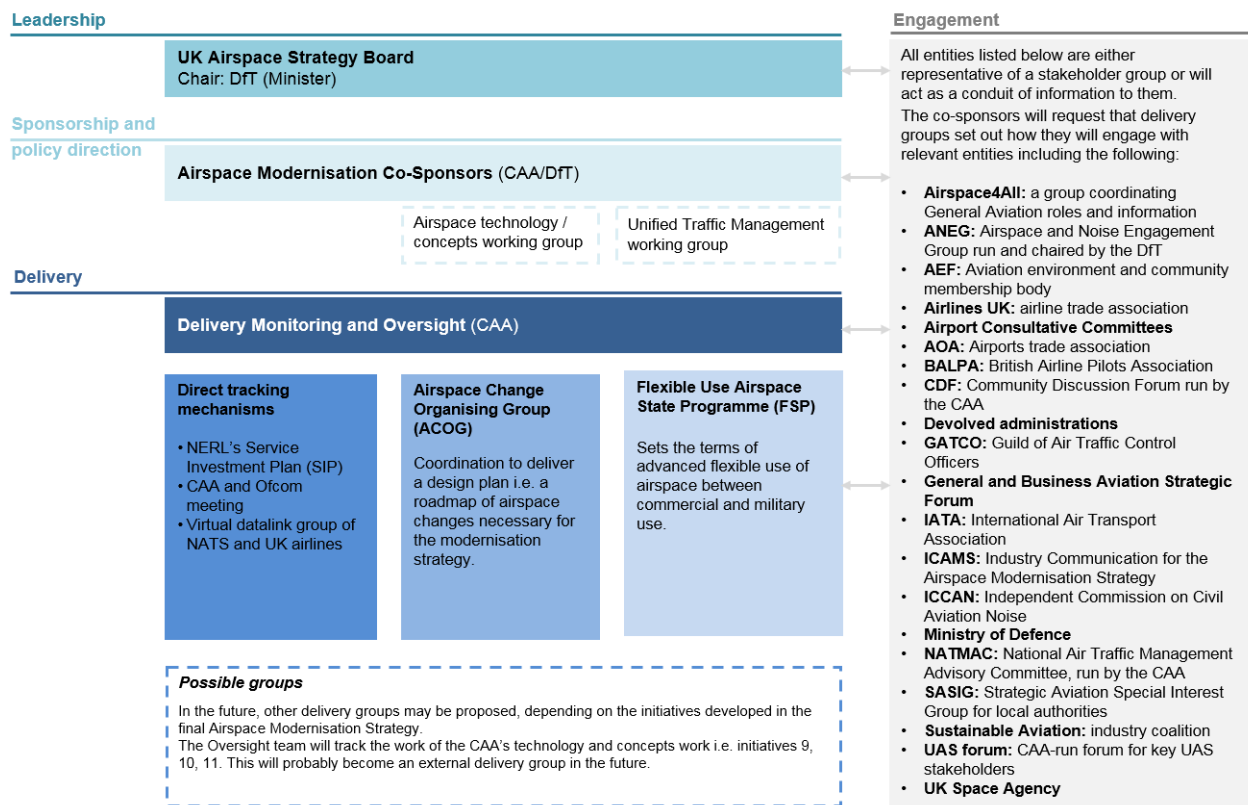 Leadership
UK Airspace Strategy Board
Chair: DfT (Minister)
Sponsorship and
policy direction
Airspace Modernisation Co-Sponsors (CAA/DfT)
Airspace technology /
concepts working group
Unified Traffic Management
working group
Delivery
Delivery Monitoring and Oversight (CAA)
Direct tracking
mechanisms
• NERL's Service
Investment Plan (SIP)
• CAA and Ofcom
meeting
• Virtual datalink group of
NATS and UK airlines
Airspace Change
Organising Group
(ACOG)
Coordination to deliver
a design plan i.e. a
roadmap of airspace
changes necessary for
the modernisation
strategy.
Flexible Use Airspace
State Programme (FSP)
Sets the terms of
advanced flexible use of
airspace between
commercial and military
use.
Possible groups
In the future, other delivery groups may be proposed, depending on the initiatives developed in the
final Airspace Modernisation Strategy.
The Oversight team will track the work of the CAA's technology and concepts work i.e. initiatives 9,
10, 11. This will probably become an external delivery group in the future.
Engagement
All entities listed below are either
representative of a stakeholder group or will
act as a conduit of information to them.
The co-sponsors will request that delivery
groups set out how they will engage with
relevant entities including the following:
• Airspace4All: a group coordinating
General Aviation roles and information
• ANEG: Airspace and Noise Engagement
Group run and chaired by the DfT
• AEF: Aviation environment and community
membership body
• Airlines UK: airline trade association
• Airport Consultative Committees
• AOA: Airports trade association
• BALPA: British Airline Pilots Association
• CDF: Community Discussion Forum run by
the CAA
• Devolved administrations
• GATCO: Guild of Air Traffic Control
Officers
• General and Business Aviation Strategic
Forum
• IATA: International Air Transport
Association
• ICAMS: Industry Communication for the
Airspace Modernisation Strategy
• ICCAN: Independent Commission on Civil
Aviation Noise
• Ministry of Defence
• NATMAC: National Air Traffic Management
Advisory Committee, run by the CAA
• SASIG: Strategic Aviation Special Interest
Group for local authorities
• Sustainable Aviation: industry coalition
• UAS forum: CAA-run forum for key UAS
stakeholders
• UK Space Agency